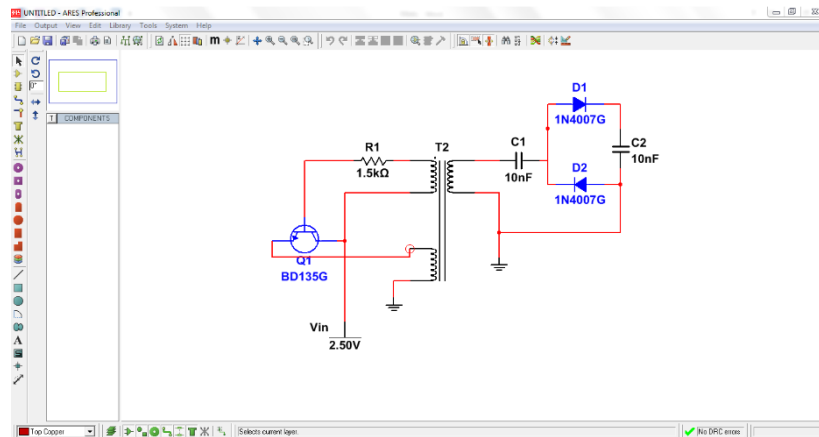 UNTITLED - ARES Professional
File Output View Edit Library Tools System Help
0°
T COMPONENTS
D1
1N4007G
R1
1.5kΩ
T2
C1
10nF
C2
10nF
D2
1N4007G
Q1
BD135G
Vin
2.50V
Top Copper
Selects current layer.
No DRC errors